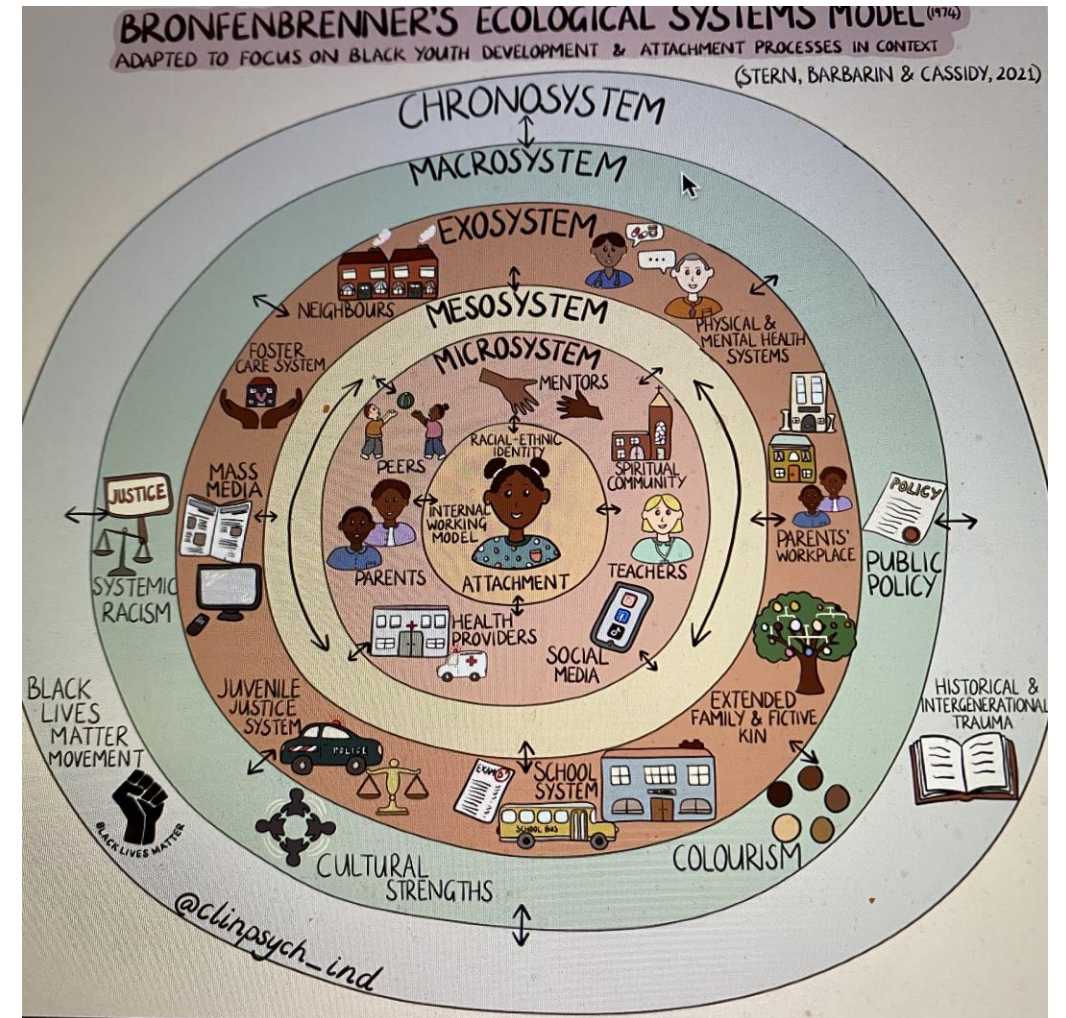 BRONFENBRENNER'S ECOLOGICAL SYSTEMS MODEL (1974)
ADAPTED TO FOCUS ON BLACK YOUTH DEVELOPMENT & ATTACHMENT PROCESSES IN CONTEXT
(STERN, BARBARIN & CASSIDY, 2021)
CHRONOSYSTEM
MACROSYSTEM
EXOSYSTEM
NEIGHBOURS
MESOSYSTEM
PHYSICAL &
MENTAL HEALTH
SYSTEMS
FOSTER
CARE SYSTEM
MICROSYSTEM
MENTORS
PEERS
RACIAL-ETHNIC
IDENTITY
SPIRITUAL
COMMUNITY
JUSTICE
SYSTEMIC
RACISM
MASS
MEDIA
INTERNAL
WORKING
MODEL
PARENTS
ATTACHMENT
TEACHERS
PARENTS'
WORKPLACE
POLICY
PUBLIC
POLICY
HEALTH
PROVIDERS
SOCIAL
MEDIA
BLACK
LIVES
MATTER
MOVEMENT
BLACK LIVES MATTER
JUVENILE
JUSTICE
SYSTEM
POLICE
EXAM
SCHOOL
SYSTEM
SCHOOL BUS
EXTENDED
FAMILY & FICTIVE
KIN
HISTORICAL &
INTERGENERATIONAL
TRAUMA
CULTURAL
STRENGTHS
COLOURISM
@clinpsych_ind